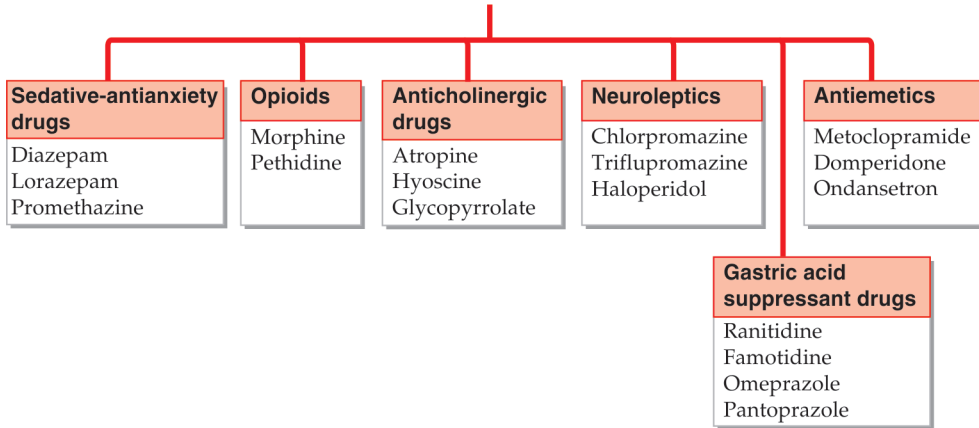 Sedative-antianxiety
drugs
Diazepam
Lorazepam
Promethazine
Opioids
Morphine
Pethidine
Anticholinergic
drugs
Atropine
Hyoscine
Glycopyrrolate
Neuroleptics
Chlorpromazine
Triflupromazine
Haloperidol
Antiemetics
Metoclopramide
Domperidone
Ondansetron
Gastric acid
suppressant drugs
Ranitidine
Famotidine
Omeprazole
Pantoprazole